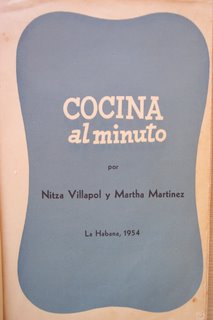 COCINA
al minuto
por
Nitza Villapol y Martha Martínez
La Habana, 1954